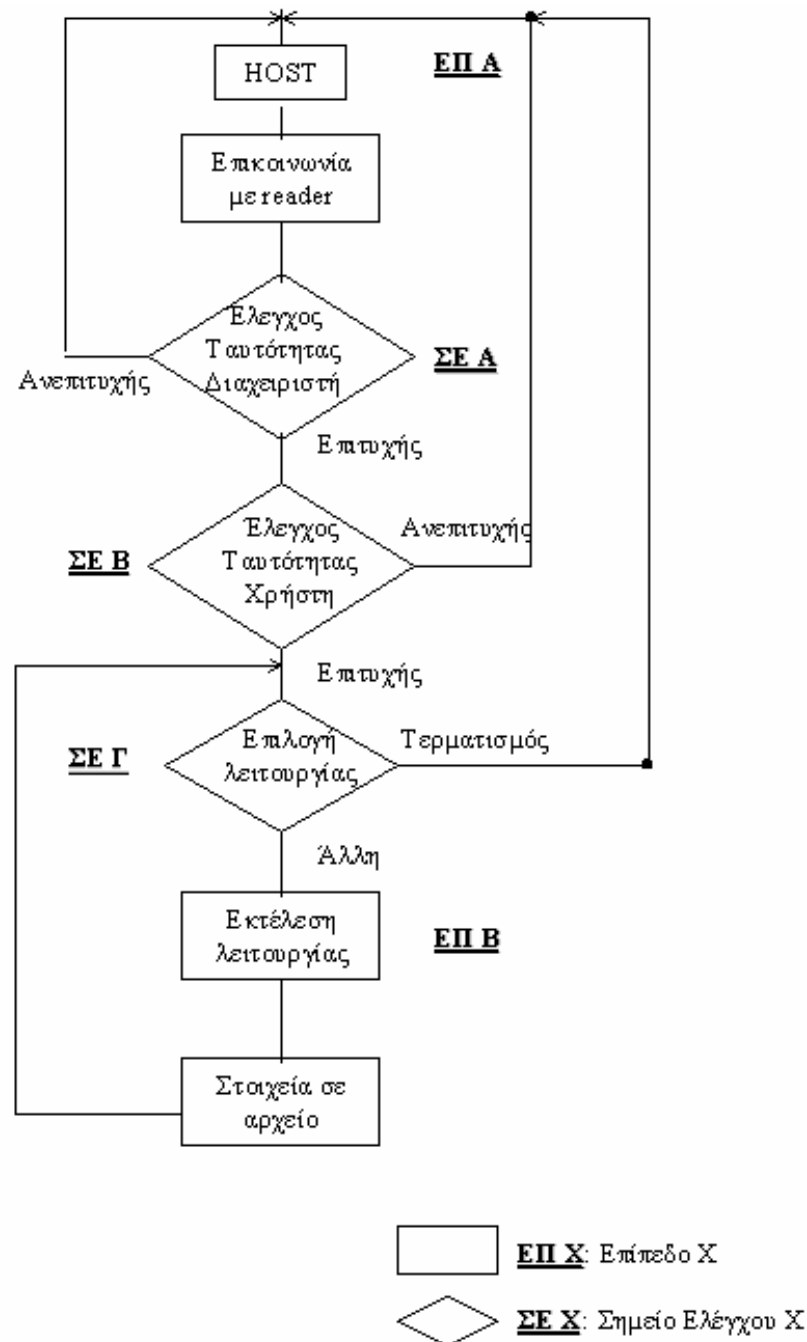 HOST
ΕΠ Α
Επικοινωνία
με reader
Έλεγχος
Ταυτότητας
Διαχειριστή
ΣΕ Α
Ανεπιτυχής
Επιτυχής
Έλεγχος
Ταυτότητας
Χρήστη
Ανεπιτυχής
ΣΕ Β
Επιτυχής
Επιλογή
λειτουργίας
Τερματισμός
ΣΕ Γ
Άλλη
Εκτέλεση
λειτουργίας
ΕΠ Β
Στοιχεία σε
αρχείο
ΕΠ Χ: Επίπεδο Χ
ΣΕ Χ: Σημείο Ελέγχου Χ